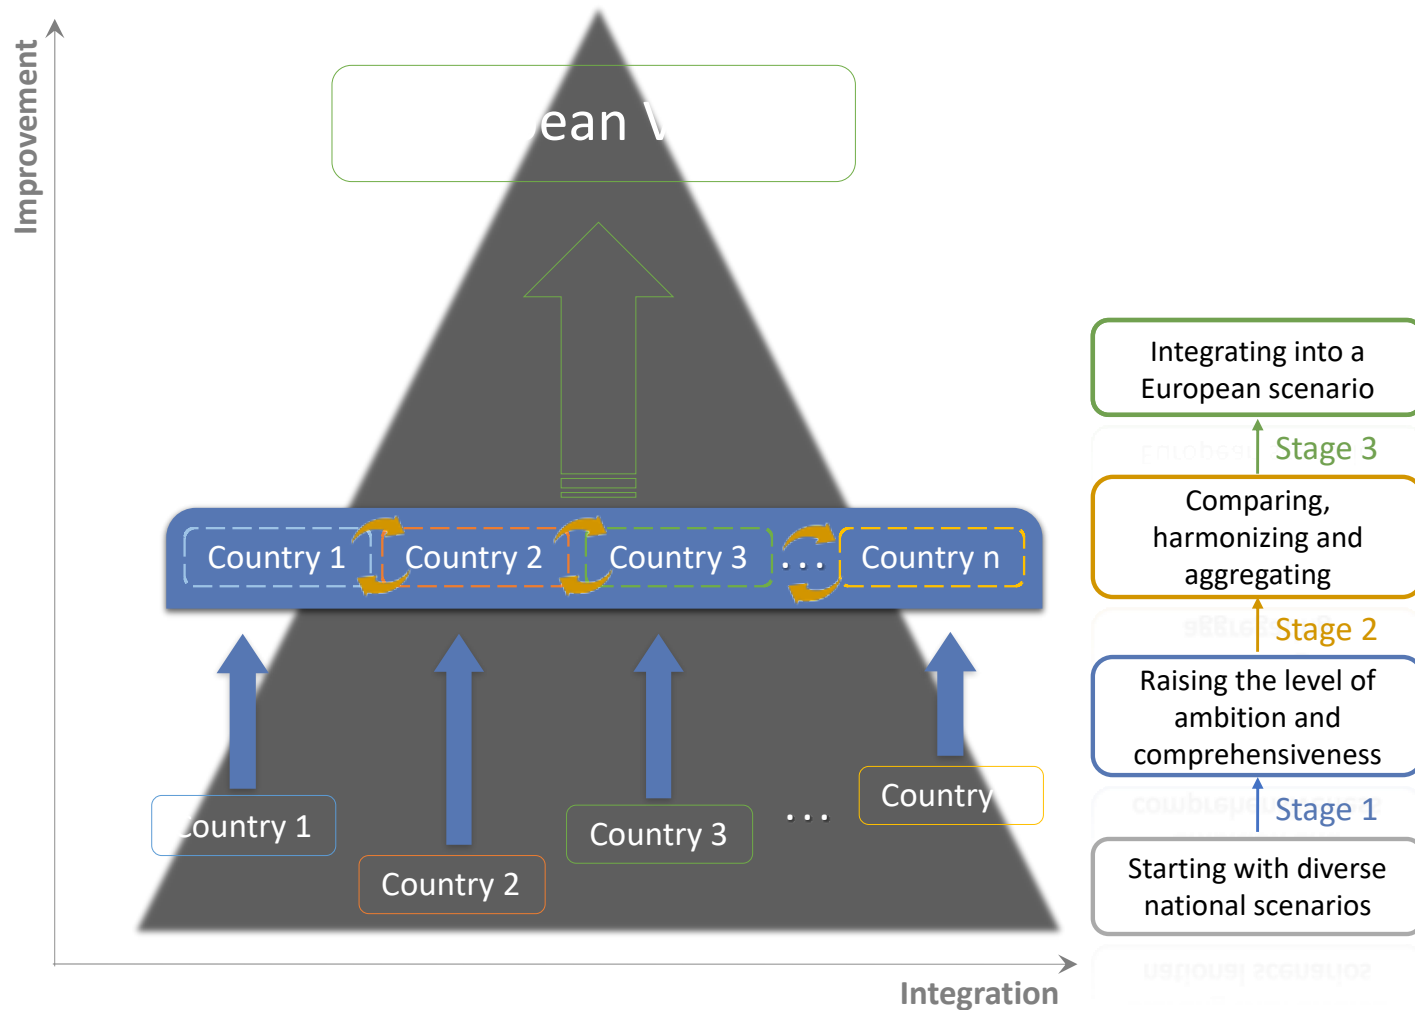 Improvement
pean V
Country 1
Country 2
Country 3
...
Country n
Country 1
Country 2
Country 3
...
Country
Integration
Integrating into a
European scenario
Stage 3
Comparing,
harmonizing and
aggregating
Stage 2
Raising the level of
ambition and
comprehensiveness
Stage 1
Starting with diverse
national scenarios